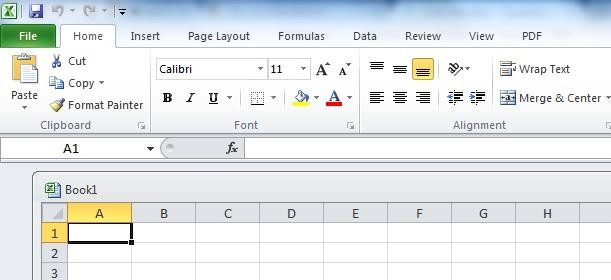 File Home Insert Page Layout Formulas Data Review View PDF
Cut
Calibri 11 A A Wrap Text
Copy
Paste
Format Painter B I U A Merge & Center
Clipboard Font Alignment
A1 fx
Book1
A B C D E F G H
1
2
3